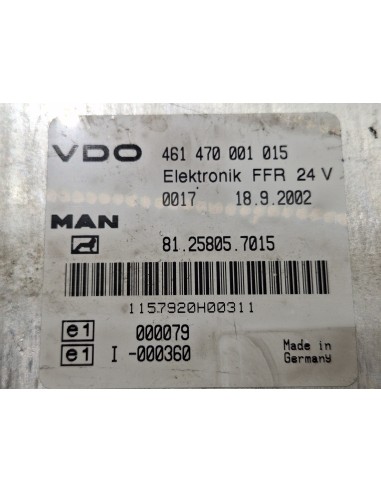 VDO 461 470 001 015
Elektronik FFR 24 V
0017 18.9.2002
MAN
81.25805.7015
1157920H00311
e1 000079
e1 I -000360
Made in
Germany